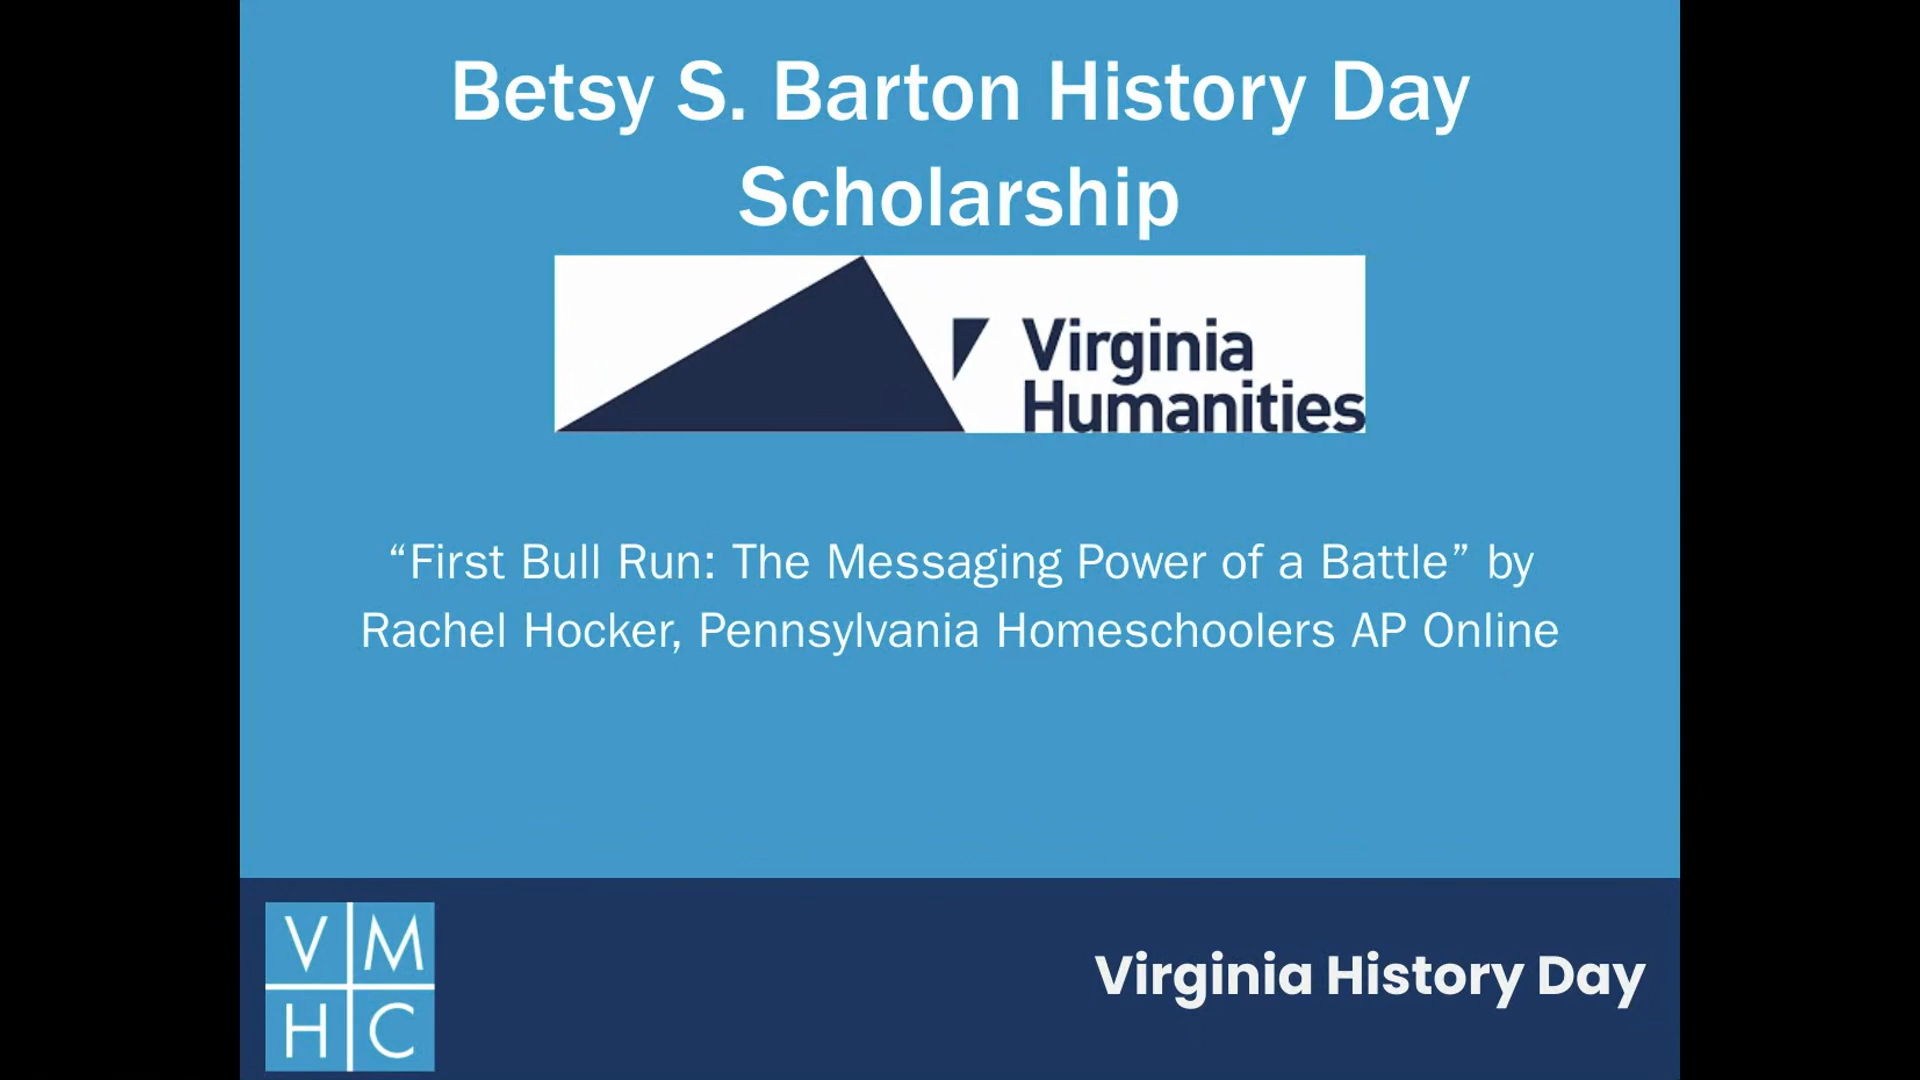 Betsy S. Barton History Day
Scholarship
Virginia
Humanities
“First Bull Run: The Messaging Power of a Battle” by
Rachel Hocker, Pennsylvania Homeschoolers AP Online
V M
H C
Virginia History Day